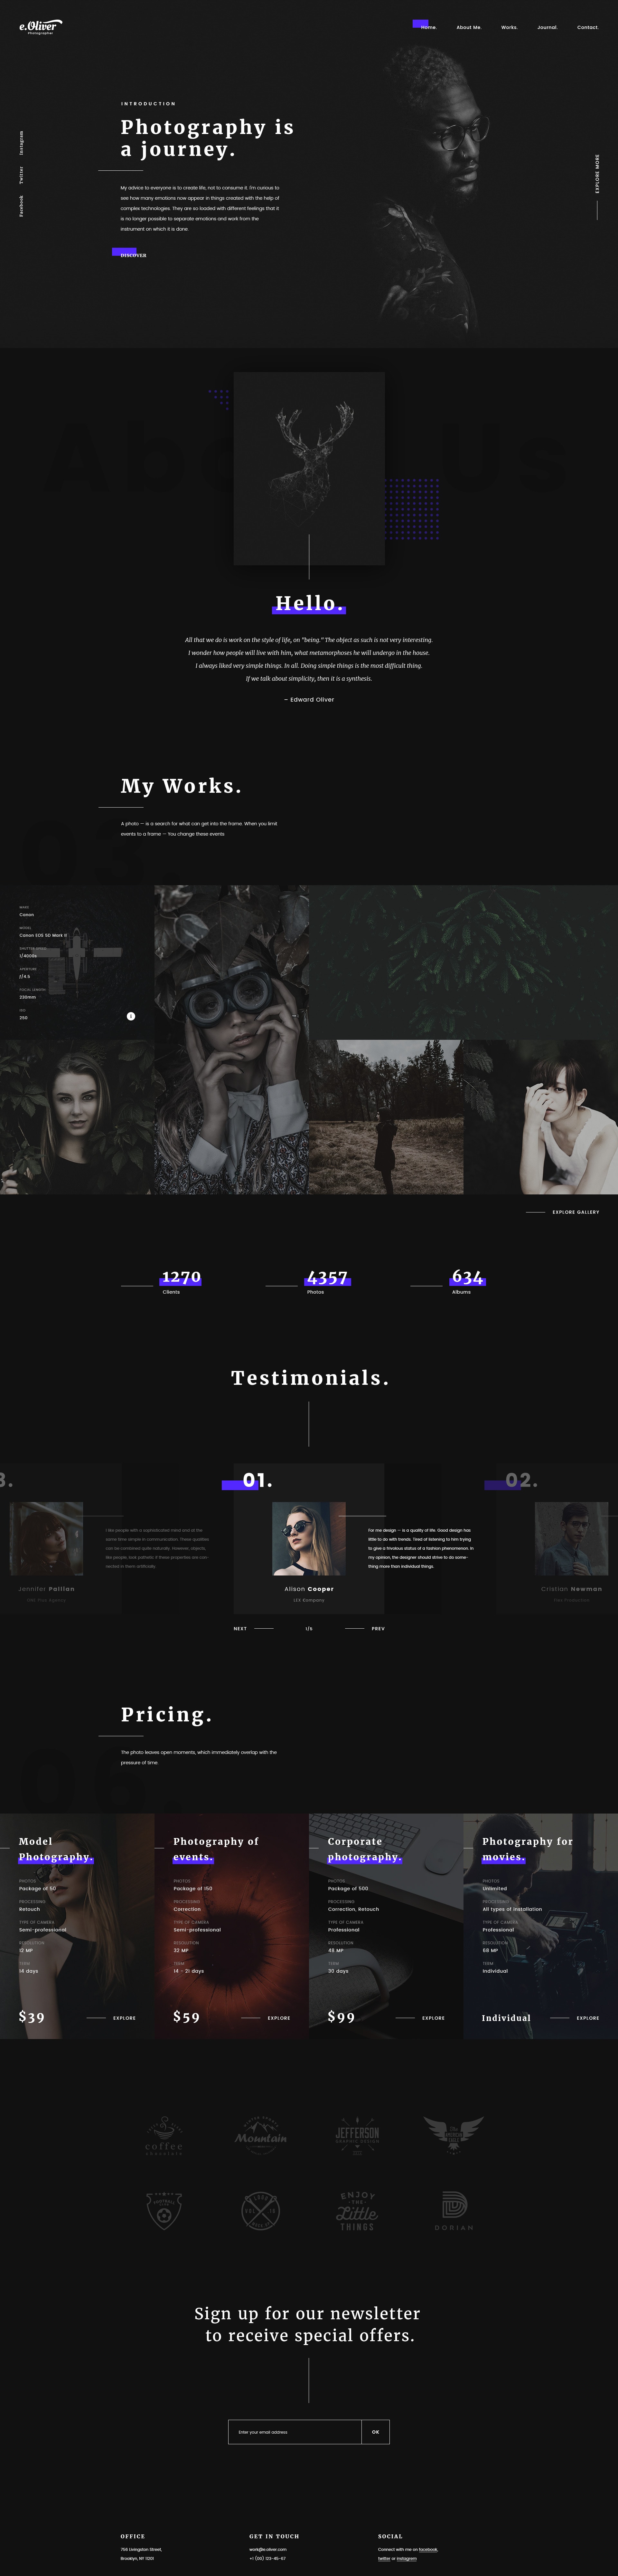 e.Oliver
Photographer
Home.
About Me.
Works.
Journal.
Contact.
Instagram
Twitter
Facebook
EXPLORE MORE
INTRODUCTION
Photography is
a journey.
My advice to everyone is to create life, not to consume it. I'm curious to
see how many emotions now appear in things created with the help of
complex technologies. They are so loaded with different feelings that it
is no longer possible to separate emotions and work from the
instrument on which it is done.
DISCOVER
Hello.
All that we do is work on the style of life, on "being." The object as such is not very interesting.
I wonder how people will live with him, what metamorphoses he will undergo in the house.
I always liked very simple things. In all. Doing simple things is the most difficult thing.
If we talk about simplicity, then it is a synthesis.
– Edward Oliver
03.
My Works.
A photo — is a search for what can get into the frame. When you limit
events to a frame — You change these events
MAKE
Canon
MODEL
Canon EOS 5D Mark II
SHUTTER SPEED
1/4000s
APERTURE
ƒ/4.5
FOCAL LENGTH
230mm
ISO
250
EXPLORE GALLERY
1270
Clients
4357
Photos
634
Albums
Testimonials.
3.
Jennifer Pallian
I like people with a sophisticated mind and at the
same time simple in communication. These qualities
can be combined quite naturally. However, objects,
like people, look pathetic if these properties are con-
nected in them artificially.
01.
Alison Cooper
LKK Company
For me design — is a quality of life. Good design has
little to do with trends. Tired of listening to him trying
to give a frivolous status of a fashion phenomenon. In
my opinion, the designer should strive to do some-
thing more than individual things.
02.
Cristian Newman
NEXT
1/5
PREV
Pricing.
The photo leaves open moments, which immediately overlap with the
pressure of time.
Model
Photography.
PHOTOS
Package of 50
PROCESSING
Retouch
TYPE OF CAMERA
Semi-professional
RESOLUTION
12 MP
TERM
14 days
$39
EXPLORE
Photography of
events.
PHOTOS
Package of 150
PROCESSING
Correction
TYPE OF CAMERA
Semi-professional
RESOLUTION
32 MP
TERM
14 - 21 days
$59
EXPLORE
Corporate
photography.
PHOTOS
Package of 500
PROCESSING
Correction, Retouch
TYPE OF CAMERA
Professional
RESOLUTION
48 MP
TERM
30 days
$99
EXPLORE
Photography for
movies.
PHOTOS
Unlimited
PROCESSING
All types of installation
TYPE OF CAMERA
Professional
RESOLUTION
68 MP
TERM
Individual
Individual
EXPLORE
coffee
chocolate
Mountain
JEFFERSON
GRAPHIC DESIGN
The
AMERICAN
EAGLE
FOOTBALL
ENJOY
THE
Little
THINGS
DORIAN
Sign up for our newsletter
to receive special offers.
Enter your email address
OK
OFFICE
756 Livingston Street,
Brooklyn, NY 11201
GET IN TOUCH
work@e.oliver.com
+1 (00) 123-45-67
SOCIAL
Connect with me on facebook,
twitter or instagram